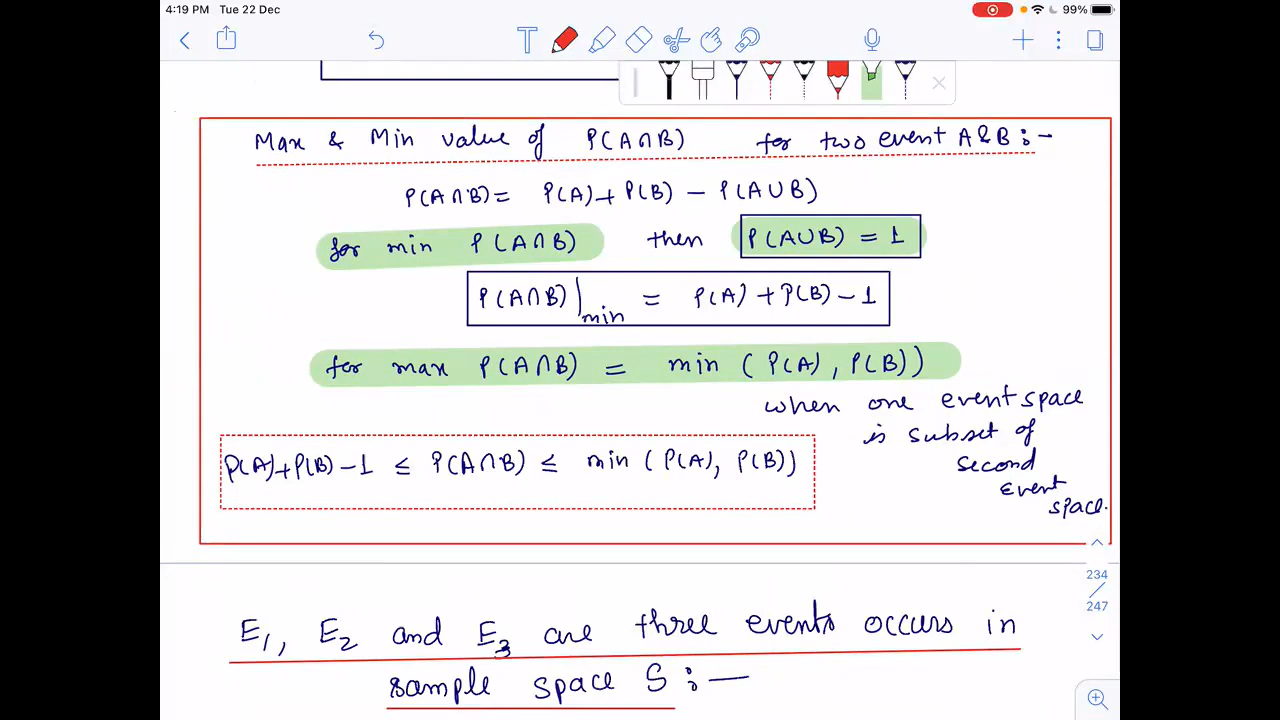 4:19 PM Tue 22 Dec
99%
Max & Min value of P(A∩B) for two event A&B:-
P(A∩B) = P(A) + P(B) - P(A∪B)
for min P(A∩B) then P(A∪B) = 1
P(A∩B)|min = P(A) + P(B) - 1
for max P(A∩B) = min (P(A), P(B))
when one event space
is subset of
second
event
space.
P(A)+P(B)-1 ≤ P(A∩B) ≤ min (P(A), P(B))
234
/
247
E1, E2 and E3 are three events occurs in
sample space S:-